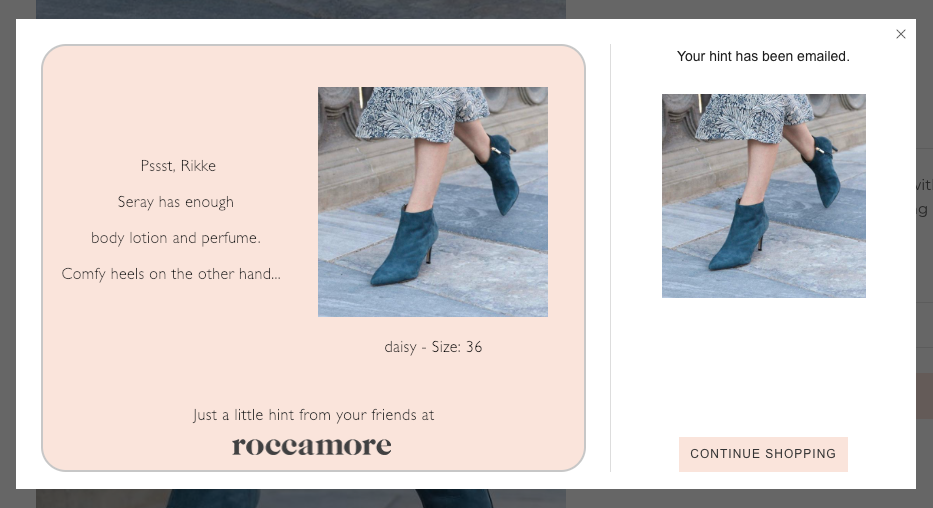 Pssst, Rikke
Seray has enough
body lotion and perfume.
Comfy heels on the other hand...
daisy - Size: 36
Just a little hint from your friends at
roccamore
Your hint has been emailed.
CONTINUE SHOPPING